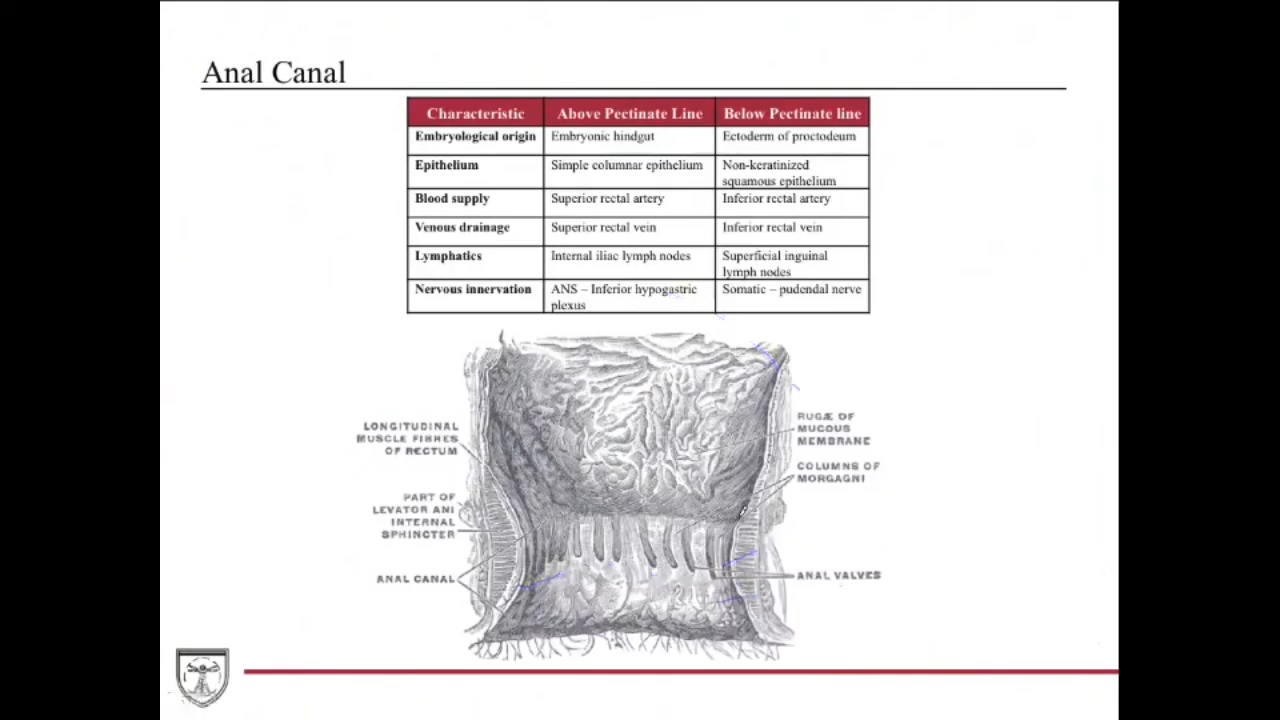 Anal Canal
Characteristic Above Pectinate Line Below Pectinate line
Embryological origin Embryonic hindgut Ectoderm of proctodeum
Epithelium Simple columnar epithelium Non-keratinized
squamous epithelium
Blood supply Superior rectal artery Inferior rectal artery
Venous drainage Superior rectal vein Inferior rectal vein
Lymphatics Internal iliac lymph nodes Superficial inguinal
lymph nodes
Nervous innervation ANS – Inferior hypogastric Somatic – pudendal nerve
plexus
LONGITUDINAL
MUSCLE FIBRES
OF RECTUM
PART OF
LEVATOR ANI
INTERNAL
SPHINCTER
ANAL CANAL
RUGÆ OF
MUCOUS
MEMBRANE
COLUMNS OF
MORGAGNI
ANAL VALVES